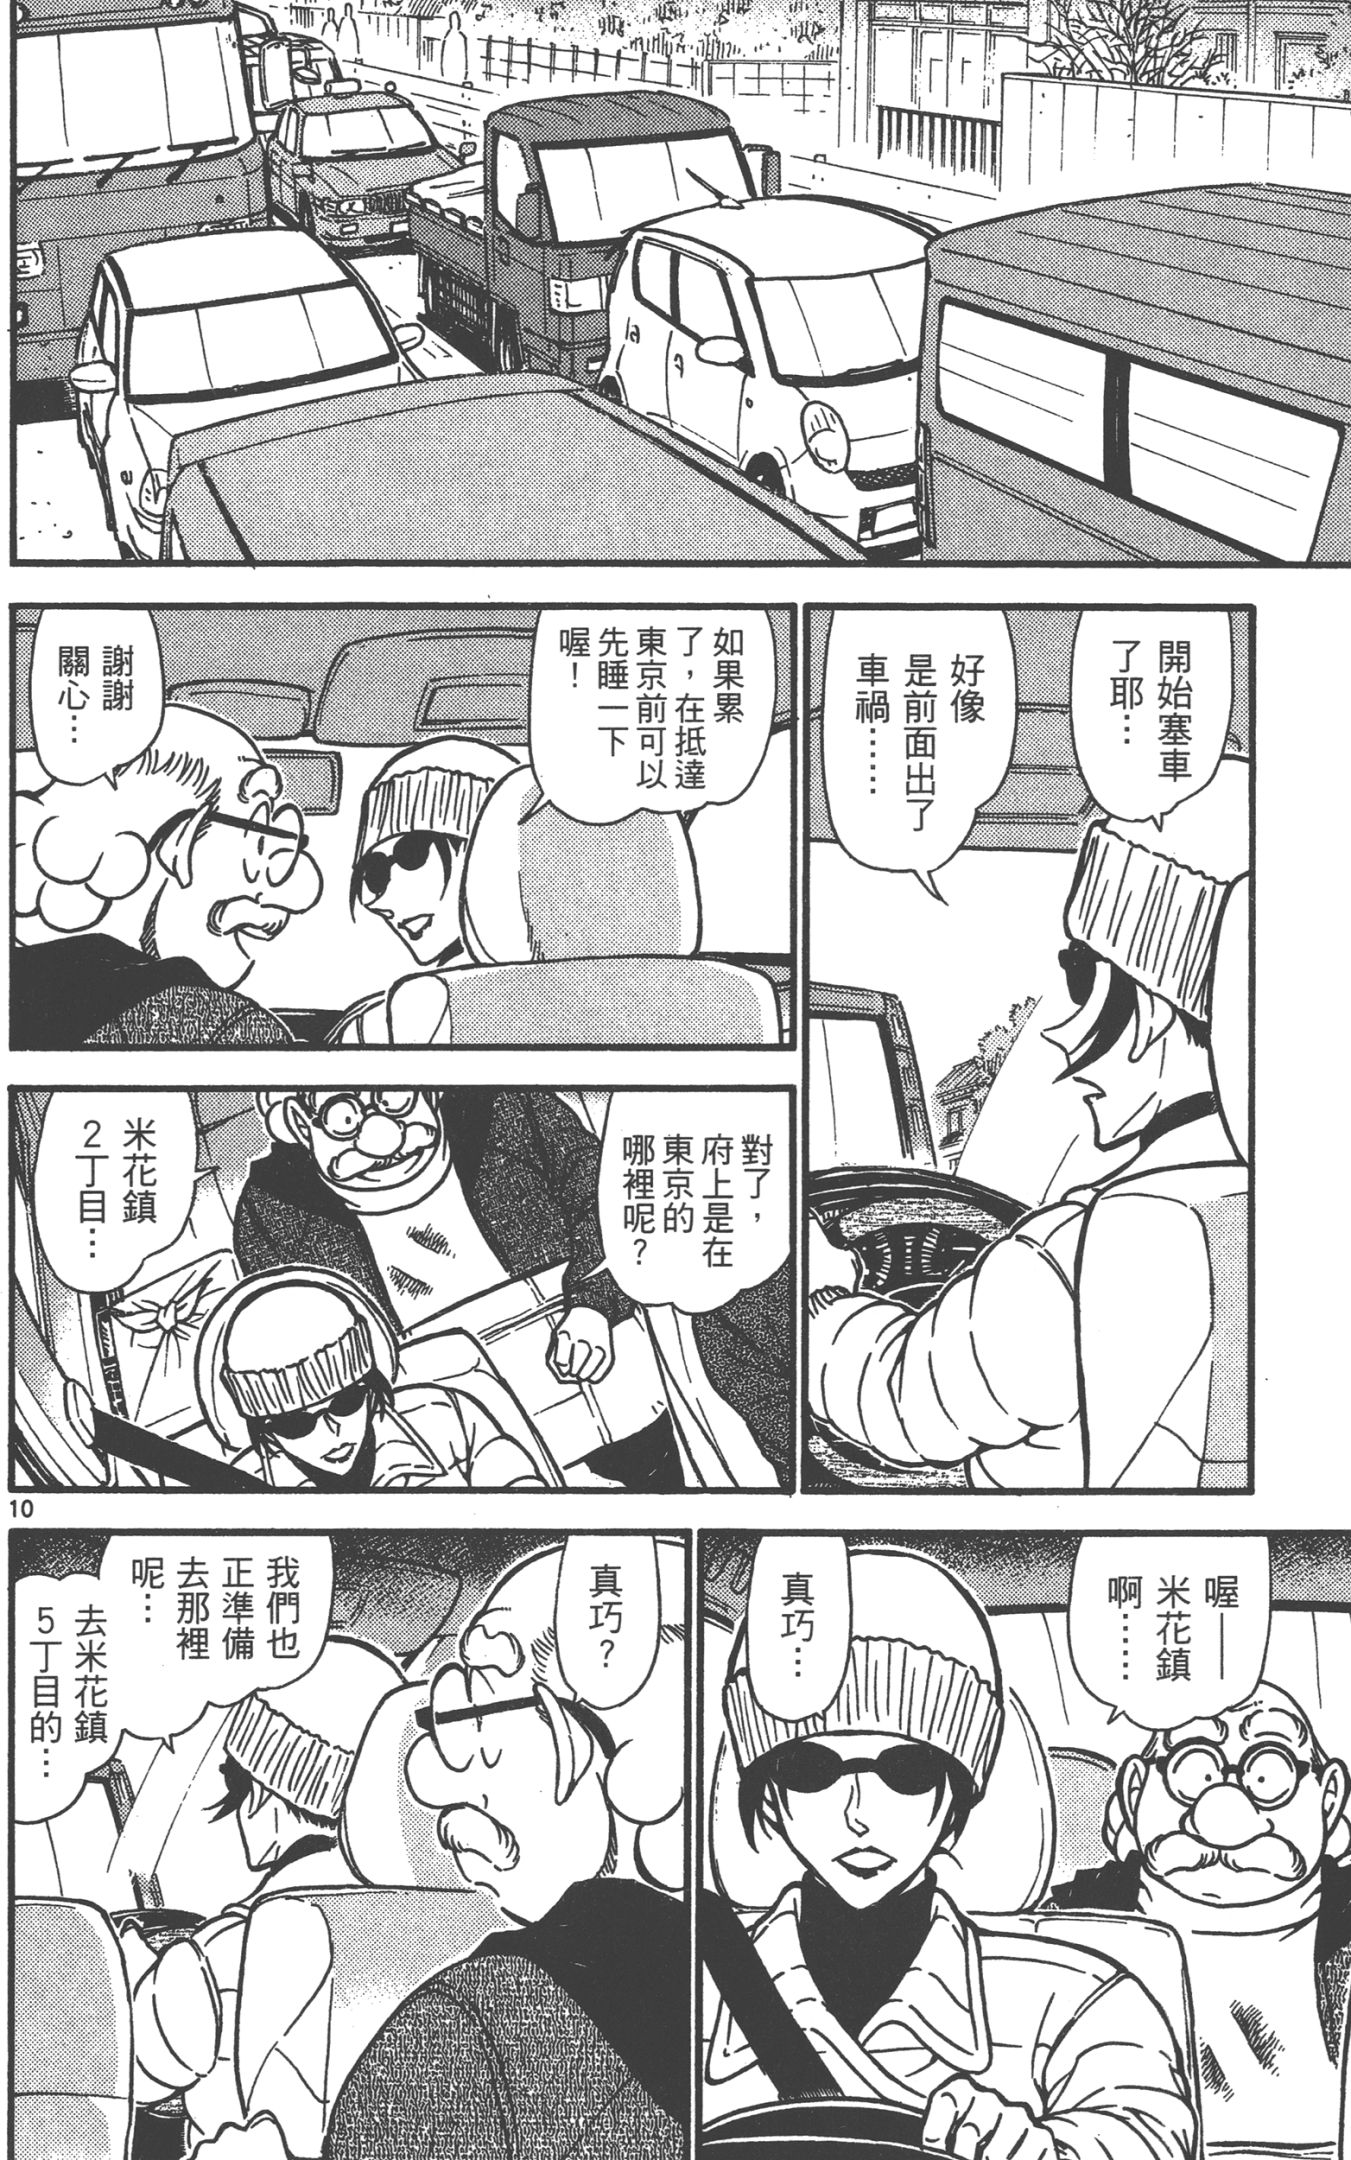 開始塞車
了耶⋯
好像
是前面出了
車禍⋯⋯
如果累
了，在抵達
東京前可以
先睡一下
喔！
謝謝
關心⋯
對了，
府上是在
東京的
哪裡呢？
米花鎮
2丁目⋯
10
喔——
米花鎮
啊⋯⋯
真巧⋯
真巧？
我們也
正準備
去那裡
呢⋯
去米花鎮
5丁目的⋯